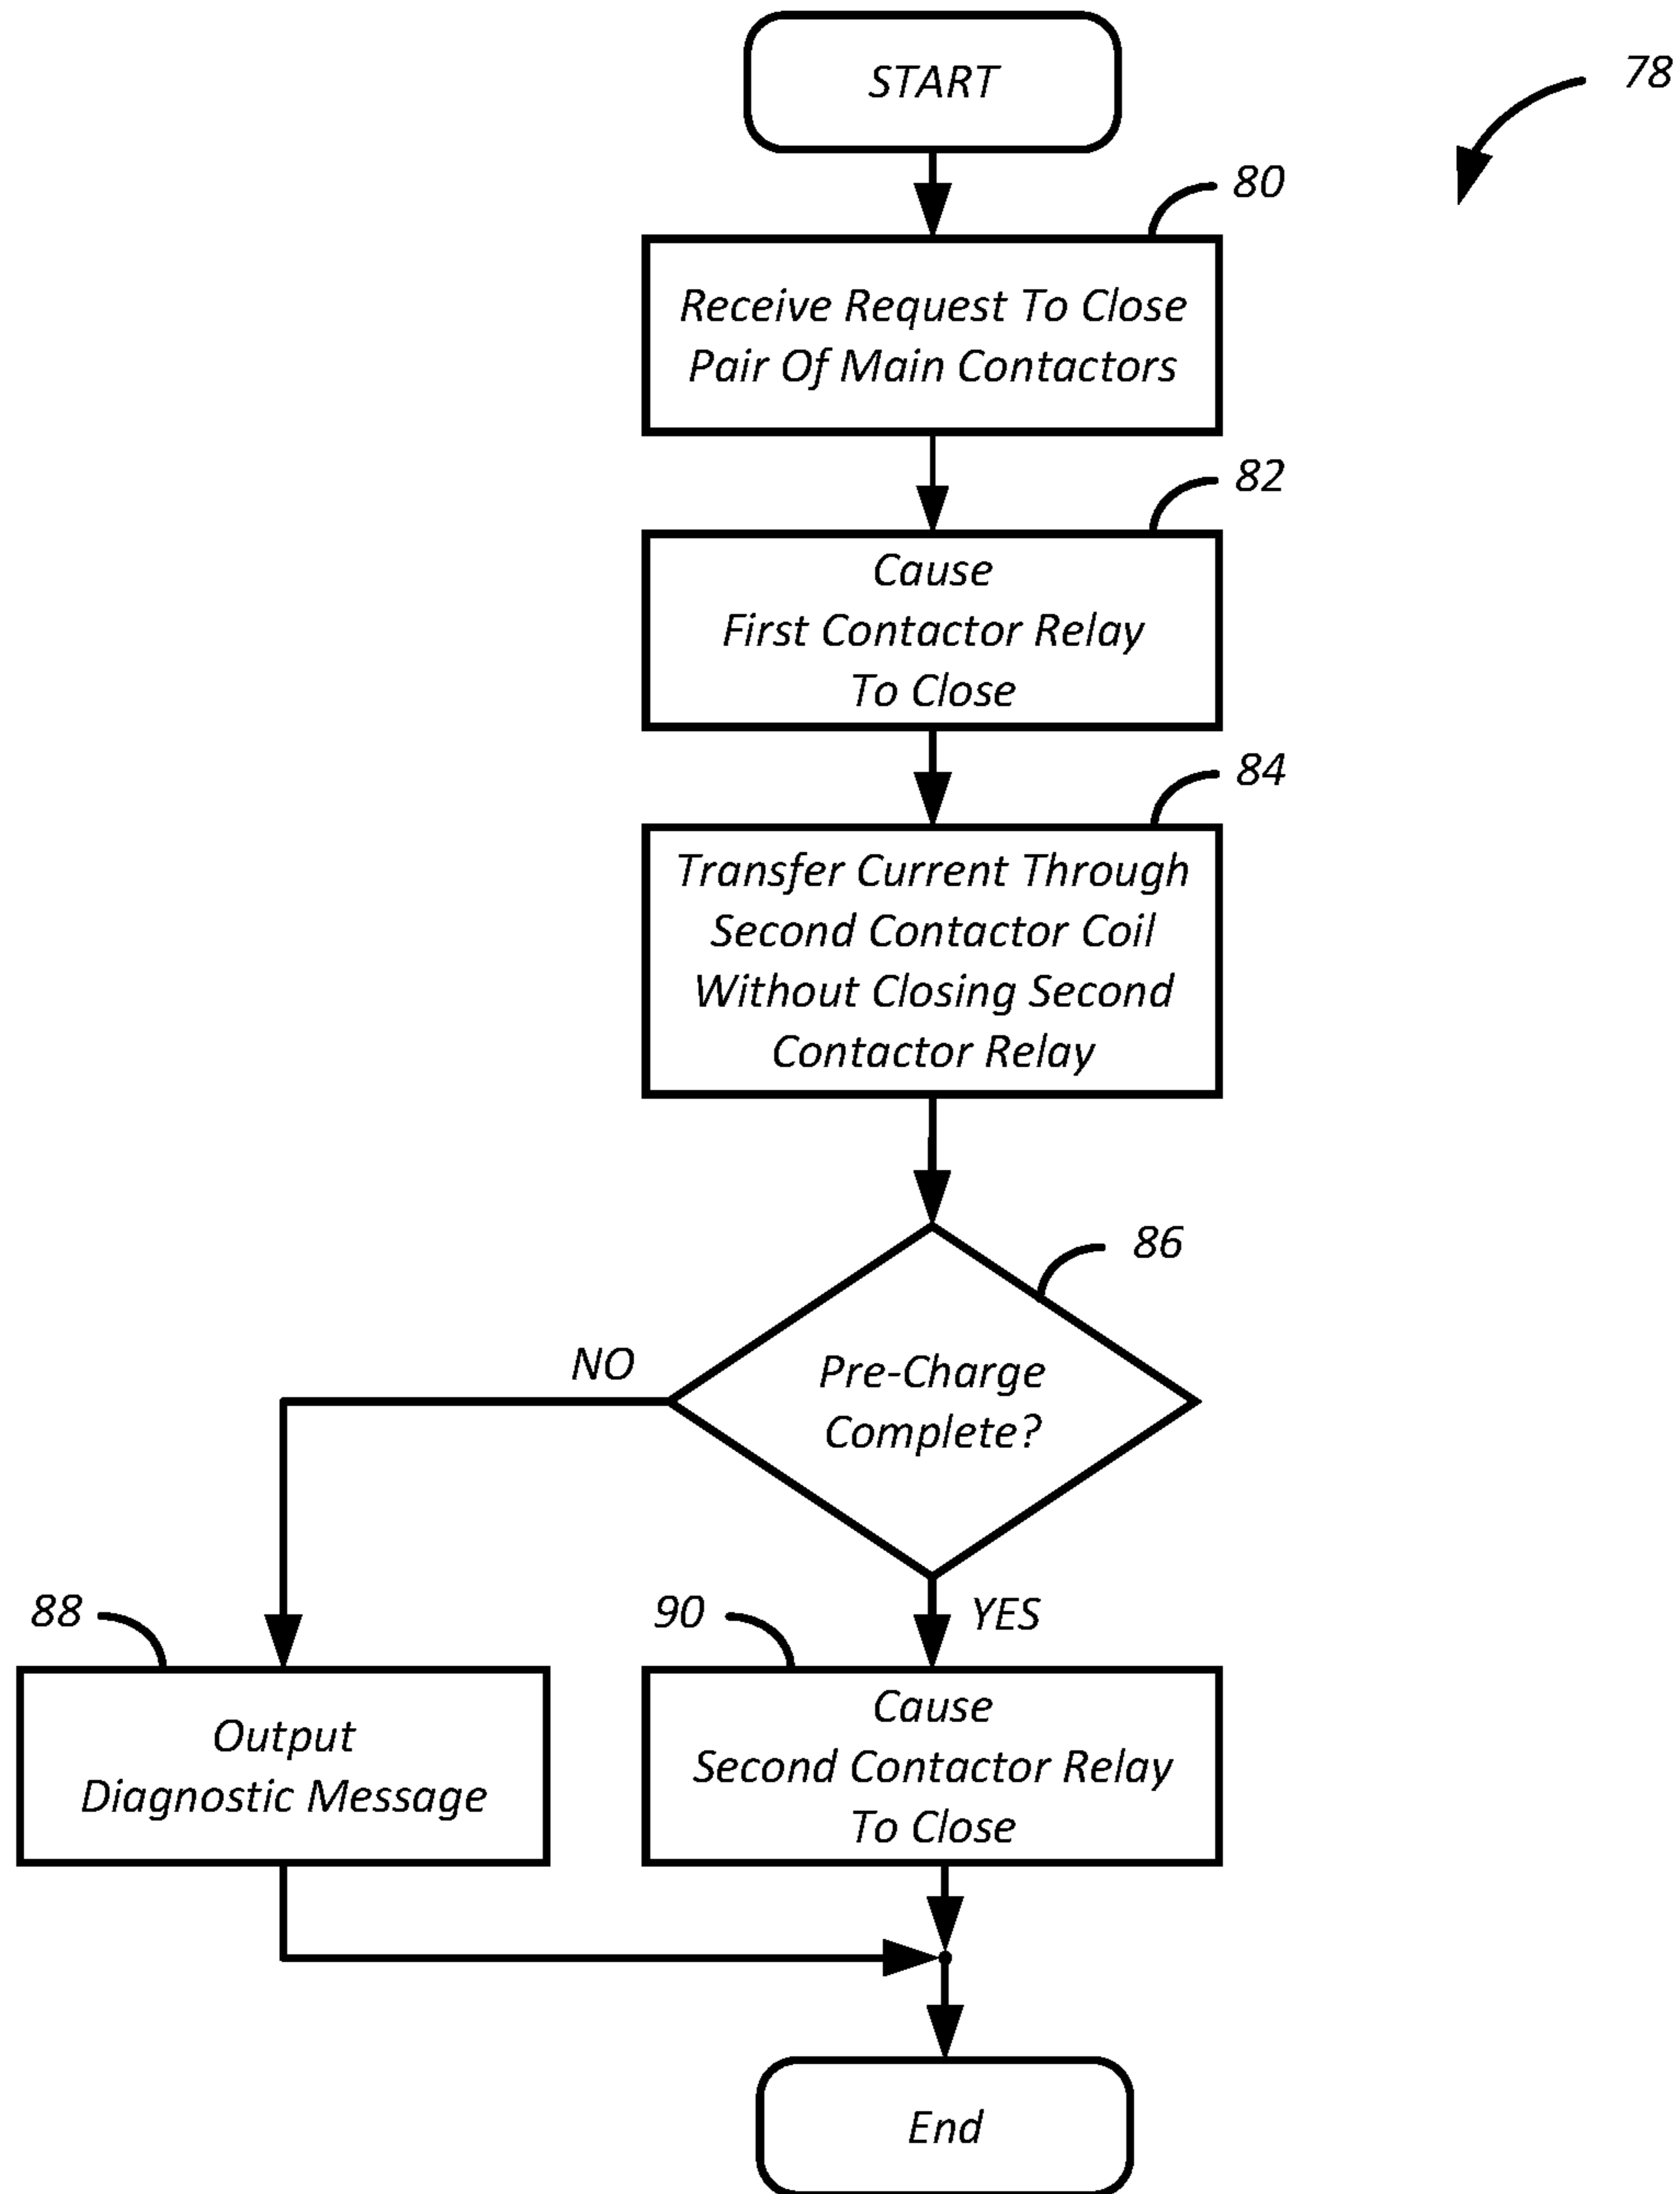 START
78
80
Receive Request To Close
Pair Of Main Contactors
82
Cause
First Contactor Relay
To Close
84
Transfer Current Through
Second Contactor Coil
Without Closing Second
Contactor Relay
86
Pre-Charge
Complete?
NO
YES
88
Output
Diagnostic Message
90
Cause
Second Contactor Relay
To Close
End